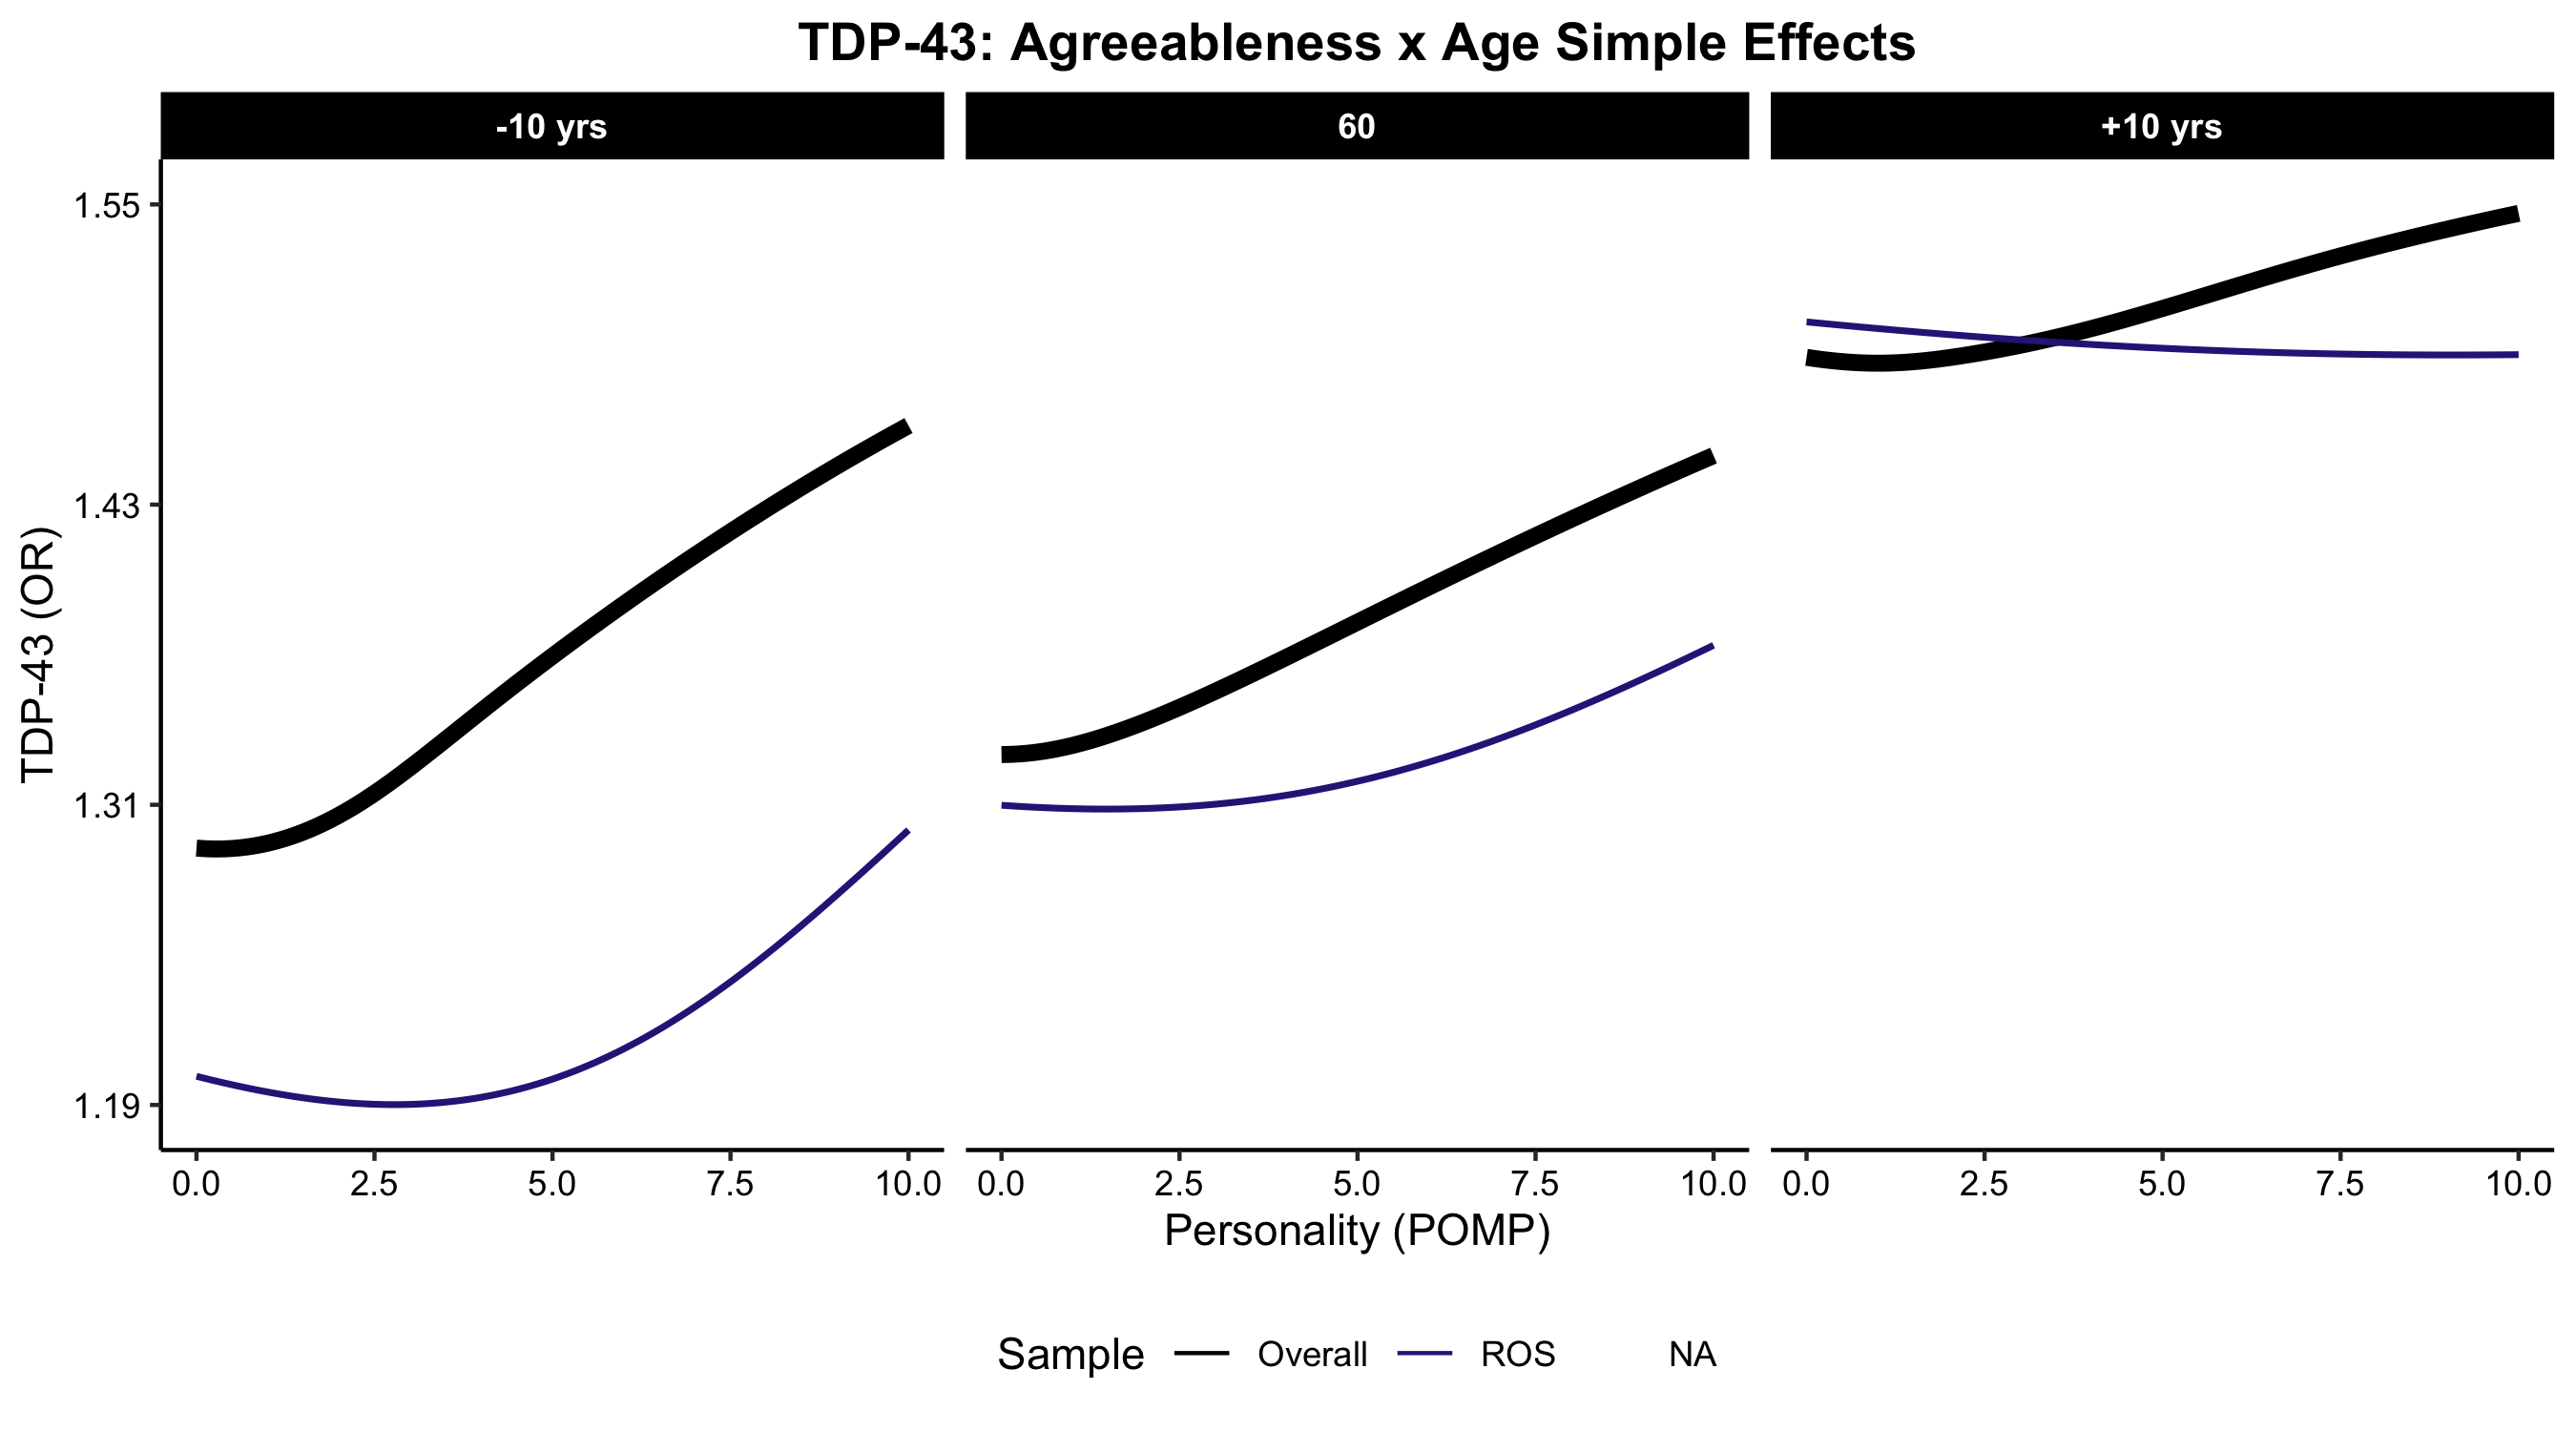 TDP-43: Agreeableness x Age Simple Effects
-10 yrs
60
+10 yrs
TDP-43 (OR)
1.55
1.43
1.31
1.19
0.0 2.5 5.0 7.5 10.0
0.0 2.5 5.0 7.5 10.0
0.0 2.5 5.0 7.5 10.0
Personality (POMP)
Sample Overall ROS NA